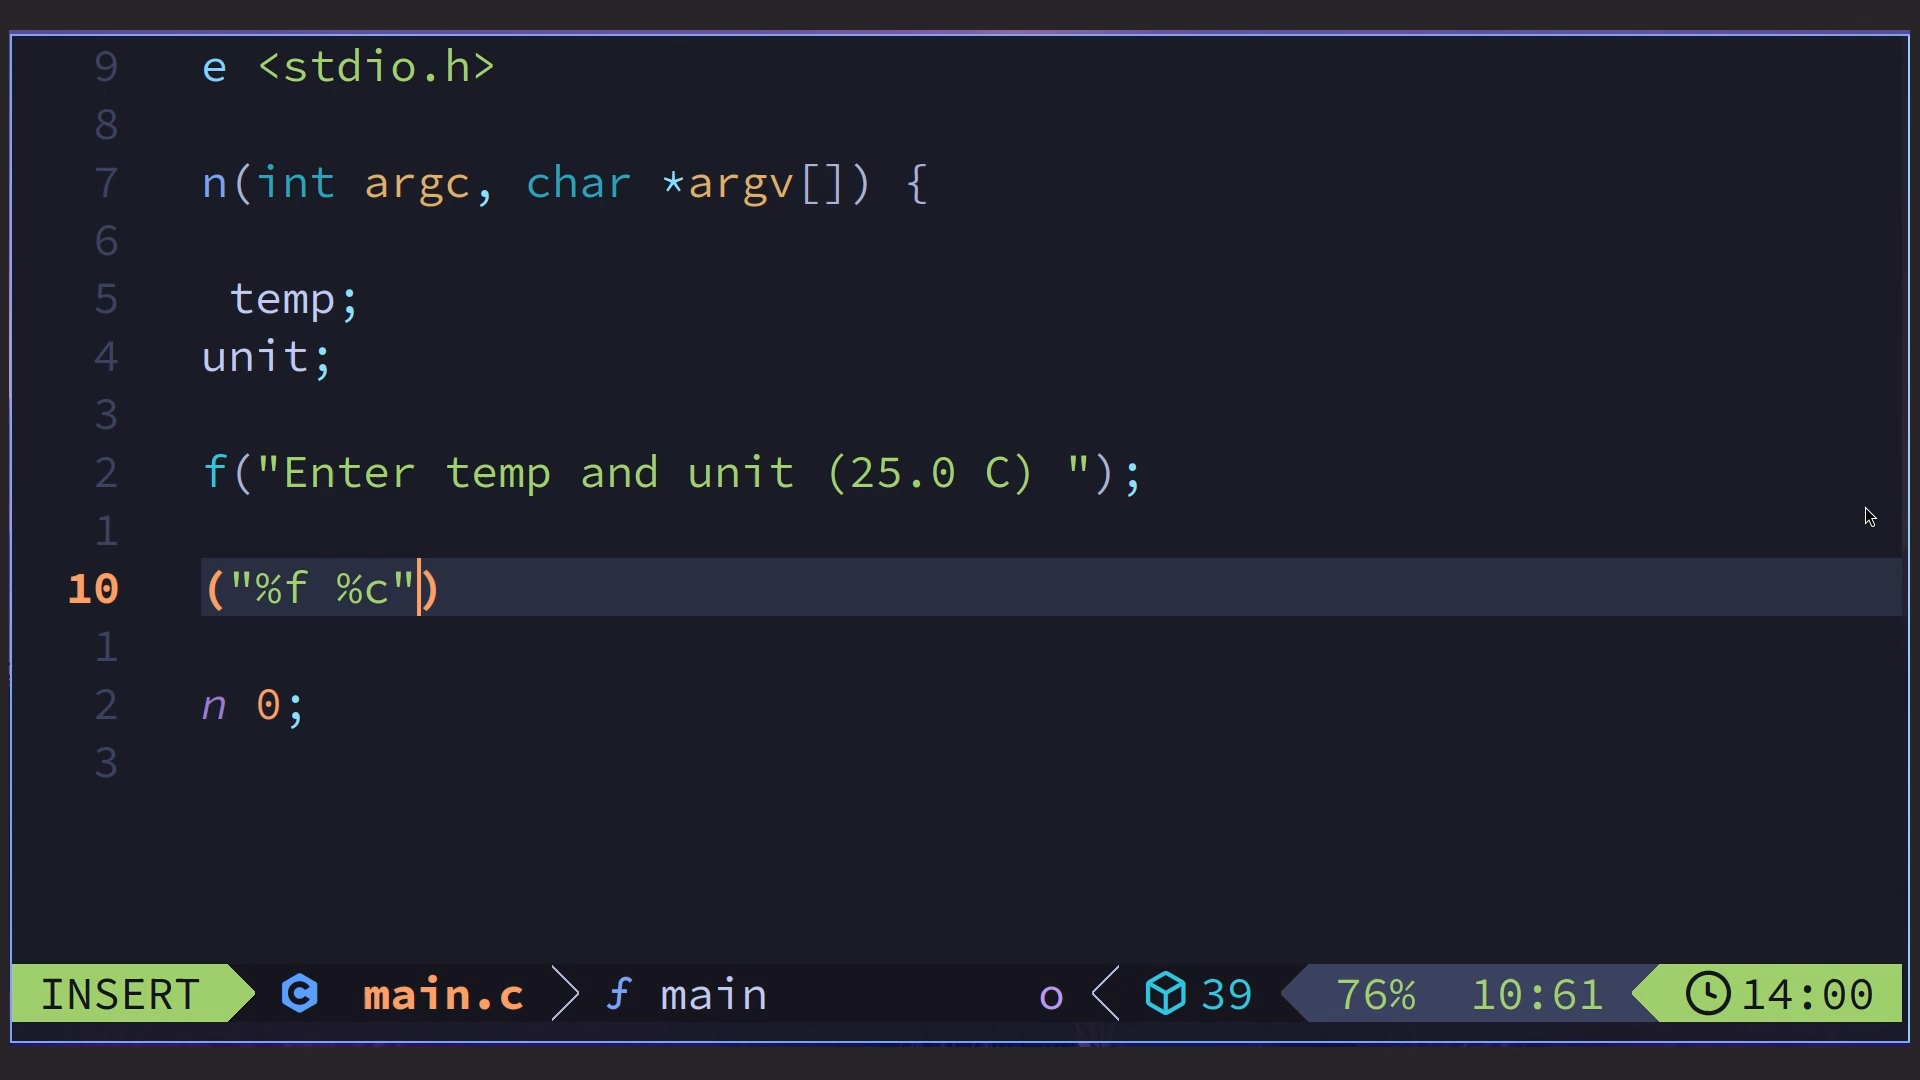 9 e <stdio.h>
8
7 n(int argc, char *argv[]) {
6
5 temp;
4 unit;
3
2 f("Enter temp and unit (25.0 C) ");
1
10 ("%f %c")
1
2 n 0;
3
INSERT C main.c f main o 39 76% 10:61 14:00